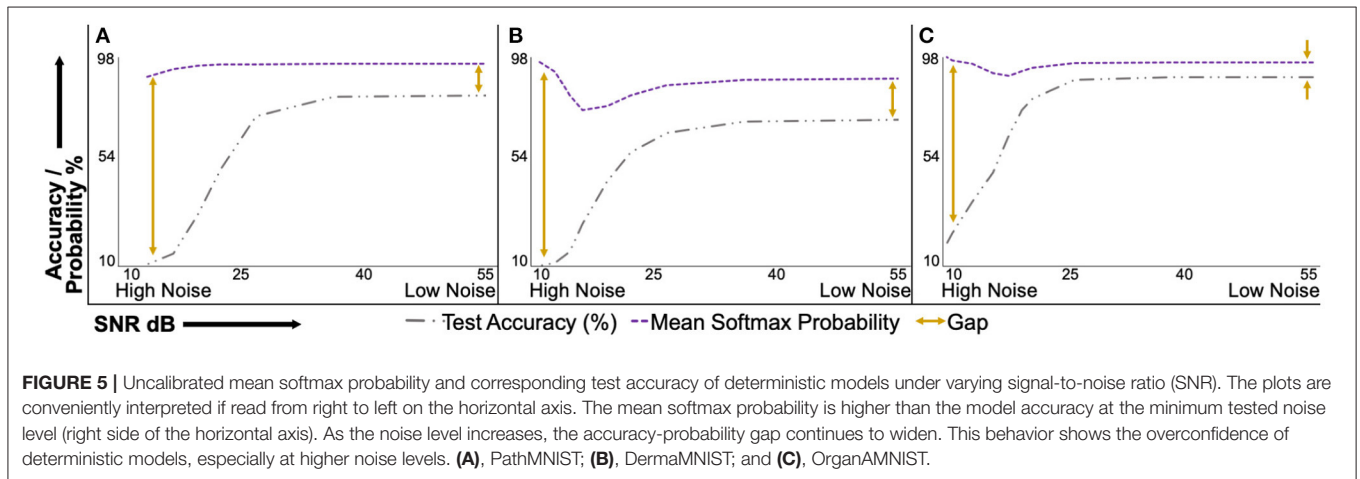 A
B
C
Accuracy /
Probability %
98
54
10
10 25 40 55
High Noise Low Noise
98
54
10
10 25 40 55
High Noise Low Noise
98
54
10
10 25 40 55
High Noise Low Noise
SNR dB
Test Accuracy (%) Mean Softmax Probability Gap
FIGURE 5 | Uncalibrated mean softmax probability and corresponding test accuracy of deterministic models under varying signal-to-noise ratio (SNR). The plots are
conveniently interpreted if read from right to left on the horizontal axis. The mean softmax probability is higher than the model accuracy at the minimum tested noise
level (right side of the horizontal axis). As the noise level increases, the accuracy-probability gap continues to widen. This behavior shows the overconfidence of
deterministic models, especially at higher noise levels. (A), PathMNIST; (B), DermaMNIST; and (C), OrganAMNIST.